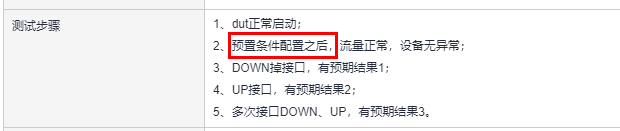 测试步骤
1、dut正常启动；
2、预置条件配置之后，流量正常，设备无异常；
3、DOWN掉接口，有预期结果1；
4、UP接口，有预期结果2；
5、多次接口DOWN、UP，有预期结果3。